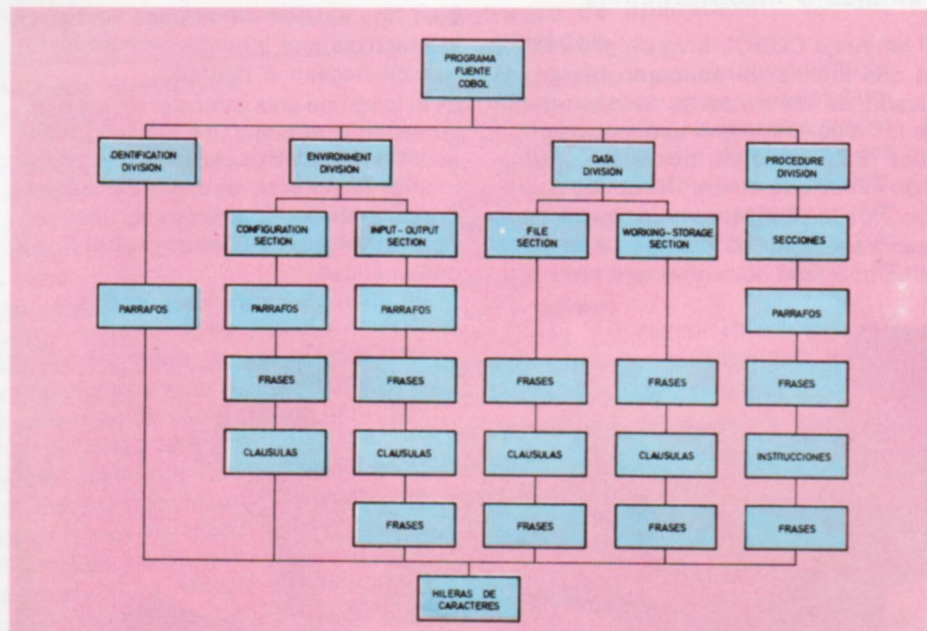 PROGRAMA
FUENTE
COBOL
IDENTIFICATION
DIVISION
ENVIRONMENT
DIVISION
DATA
DIVISION
PROCEDURE
DIVISION
CONFIGURATION
SECTION
INPUT-OUTPUT
SECTION
FILE
SECTION
WORKING-STORAGE
SECTION
SECCIONES
PARRAFOS
PARRAFOS
PARRAFOS
PARRAFOS
FRASES
FRASES
FRASES
FRASES
FRASES
CLAUSULAS
CLAUSULAS
CLAUSULAS
CLAUSULAS
INSTRUCCIONES
FRASES
FRASES
FRASES
FRASES
HILERAS DE
CARACTERES